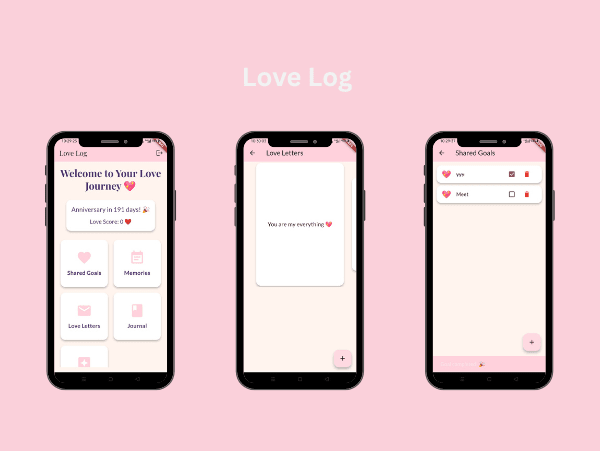 Love Log
Love Log
Welcome to Your Love
Journey 💖
Anniversary in 191 days! 🎉
Love Score: 0 ❤️
Shared Goals
Memories
Love Letters
Journal
Love Letters
You are my everything 💖
Shared Goals
yyy
Meet